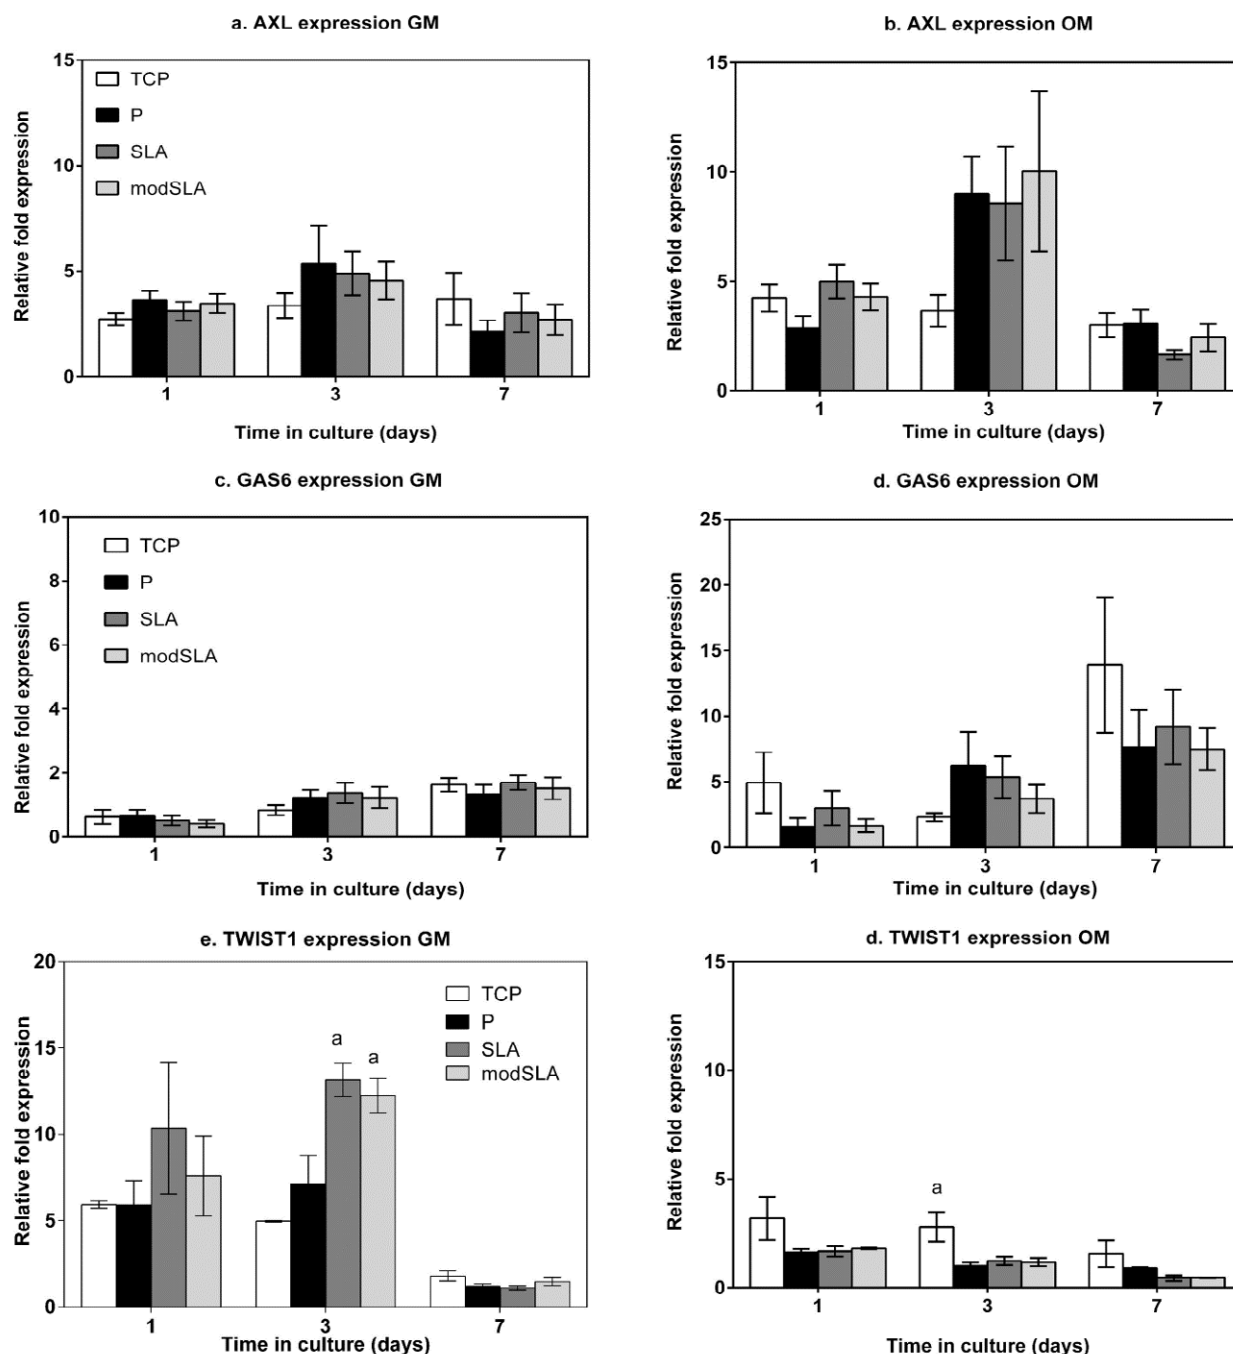 a. AXL expression GM
Relative fold expression
15
10
5
0
TCP
P
SLA
modSLA
1 3 7
Time in culture (days)
b. AXL expression OM
Relative fold expression
15
10
5
0
1 3 7
Time in culture (days)
c. GAS6 expression GM
Relative fold expression
10
8
6
4
2
0
TCP
P
SLA
modSLA
1 3 7
Time in culture (days)
d. GAS6 expression OM
Relative fold expression
25
20
15
10
5
0
1 3 7
Time in culture (days)
e. TWIST1 expression GM
Relative fold expression
20
15
10
5
0
TCP
P
SLA
modSLA
a
a
1 3 7
Time in culture (days)
d. TWIST1 expression OM
Relative fold expression
15
10
5
0
a
1 3 7
Time in culture (days)